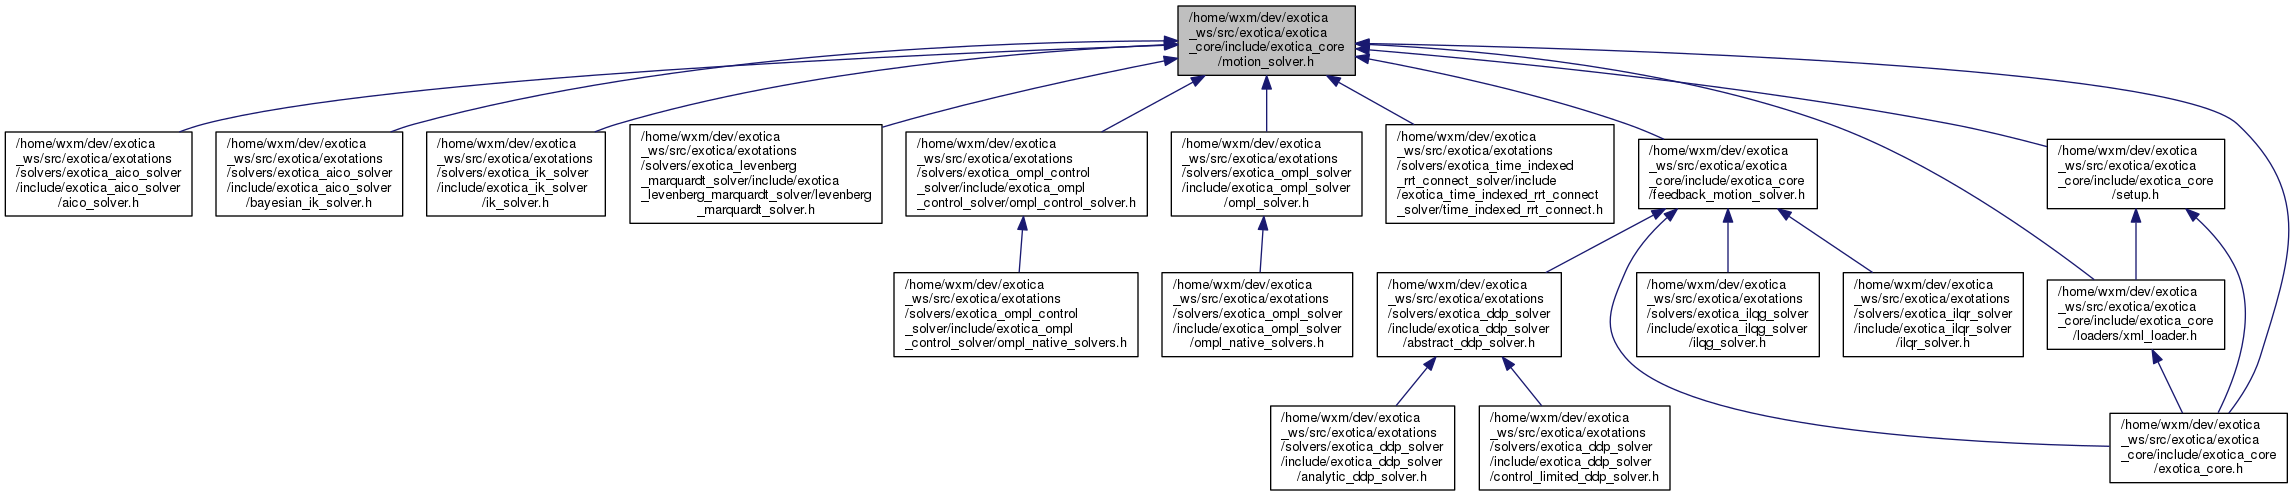 /home/wxm/dev/exotica
_ws/src/exotica/exotica
_core/include/exotica_core
/motion_solver.h
/home/wxm/dev/exotica
_ws/src/exotica/exotations
/solvers/exotica_aico_solver
/include/exotica_aico_solver
/aico_solver.h
/home/wxm/dev/exotica
_ws/src/exotica/exotations
/solvers/exotica_aico_solver
/include/exotica_aico_solver
/bayesian_ik_solver.h
/home/wxm/dev/exotica
_ws/src/exotica/exotations
/solvers/exotica_ik_solver
/include/exotica_ik_solver
/ik_solver.h
/home/wxm/dev/exotica
_ws/src/exotica/exotations
/solvers/exotica_levenberg
_marquardt_solver/include/exotica
_levenberg_marquardt_solver/levenberg
_marquardt_solver.h
/home/wxm/dev/exotica
_ws/src/exotica/exotations
/solvers/exotica_ompl_control
_solver/include/exotica_ompl
_control_solver/ompl_control_solver.h
/home/wxm/dev/exotica
_ws/src/exotica/exotations
/solvers/exotica_ompl_solver
/include/exotica_ompl_solver
/ompl_solver.h
/home/wxm/dev/exotica
_ws/src/exotica/exotations
/solvers/exotica_time_indexed
_rrt_connect_solver/include
/exotica_time_indexed_rrt_connect
_solver/time_indexed_rrt_connect.h
/home/wxm/dev/exotica
_ws/src/exotica/exotica
_core/include/exotica_core
/feedback_motion_solver.h
/home/wxm/dev/exotica
_ws/src/exotica/exotica
_core/include/exotica_core
/setup.h
/home/wxm/dev/exotica
_ws/src/exotica/exotations
/solvers/exotica_ompl_control
_solver/include/exotica_ompl
_control_solver/ompl_native_solvers.h
/home/wxm/dev/exotica
_ws/src/exotica/exotations
/solvers/exotica_ompl_solver
/include/exotica_ompl_solver
/ompl_native_solvers.h
/home/wxm/dev/exotica
_ws/src/exotica/exotations
/solvers/exotica_ddp_solver
/include/exotica_ddp_solver
/abstract_ddp_solver.h
/home/wxm/dev/exotica
_ws/src/exotica/exotations
/solvers/exotica_ilqg_solver
/include/exotica_ilqg_solver
/ilqg_solver.h
/home/wxm/dev/exotica
_ws/src/exotica/exotations
/solvers/exotica_ilqr_solver
/include/exotica_ilqr_solver
/ilqr_solver.h
/home/wxm/dev/exotica
_ws/src/exotica/exotica
_core/include/exotica_core
/loaders/xml_loader.h
/home/wxm/dev/exotica
_ws/src/exotica/exotations
/solvers/exotica_ddp_solver
/include/exotica_ddp_solver
/analytic_ddp_solver.h
/home/wxm/dev/exotica
_ws/src/exotica/exotations
/solvers/exotica_ddp_solver
/include/exotica_ddp_solver
/control_limited_ddp_solver.h
/home/wxm/dev/exotica
_ws/src/exotica/exotica
_core/include/exotica_core
/exotica_core.h